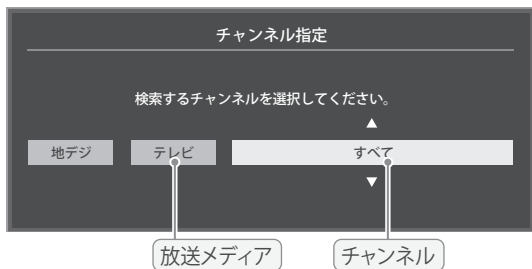 チャンネル指定
検索するチャンネルを選択してください。
▲
地デジ テレビ すべて
▼
放送メディア チャンネル